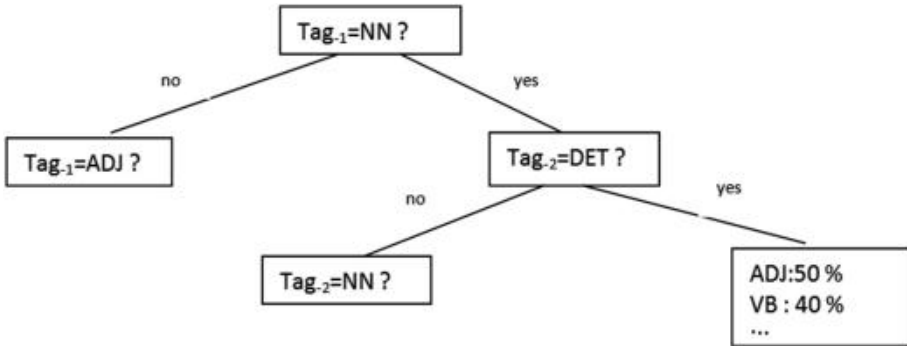 Tag₋₁=NN ?
no
yes
Tag₋₁=ADJ ?
Tag₋₂=DET ?
no
yes
Tag₋₂=NN ?
ADJ:50 %
VB : 40 %
...